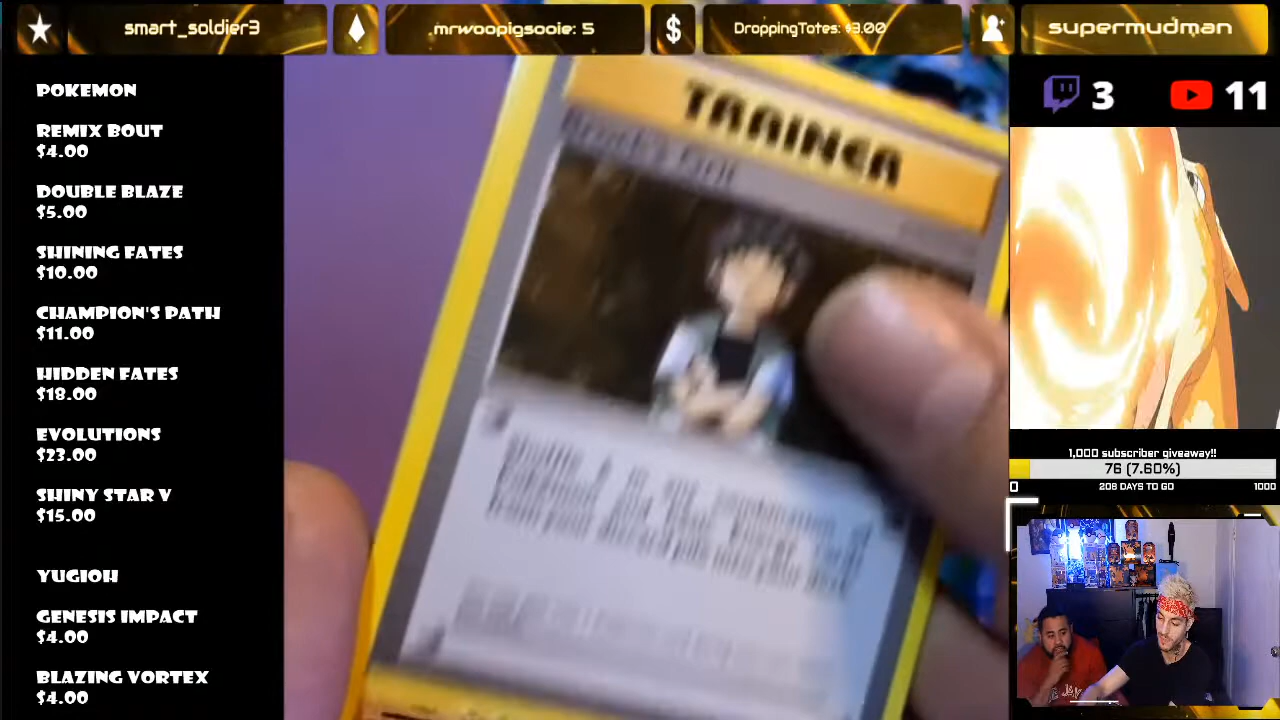 smart_soldier3
mrwoopigsooie: 5
$
DroppingTotes: $3.00
supermudman
POKEMON
REMIX BOUT
$4.00
DOUBLE BLAZE
$5.00
SHINING FATES
$10.00
CHAMPION'S PATH
$11.00
HIDDEN FATES
$18.00
EVOLUTIONS
$23.00
SHINY STAR V
$15.00
YUGIOH
GENESIS IMPACT
$4.00
BLAZING VORTEX
$4.00
TRAINER
3
11
1,000 subscriber giveaway!!
76 (7.60%)
0
208 DAYS TO GO
1000